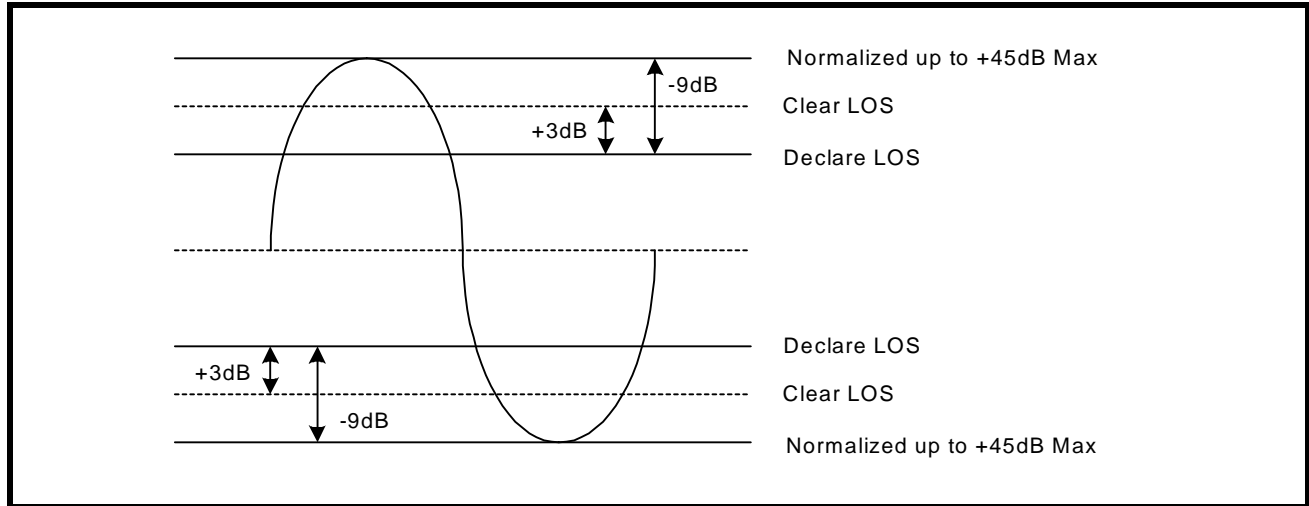 Normalized up to +45dB Max
-9dB
Clear LOS
+3dB
Declare LOS
Declare LOS
+3dB
Clear LOS
-9dB
Normalized up to +45dB Max